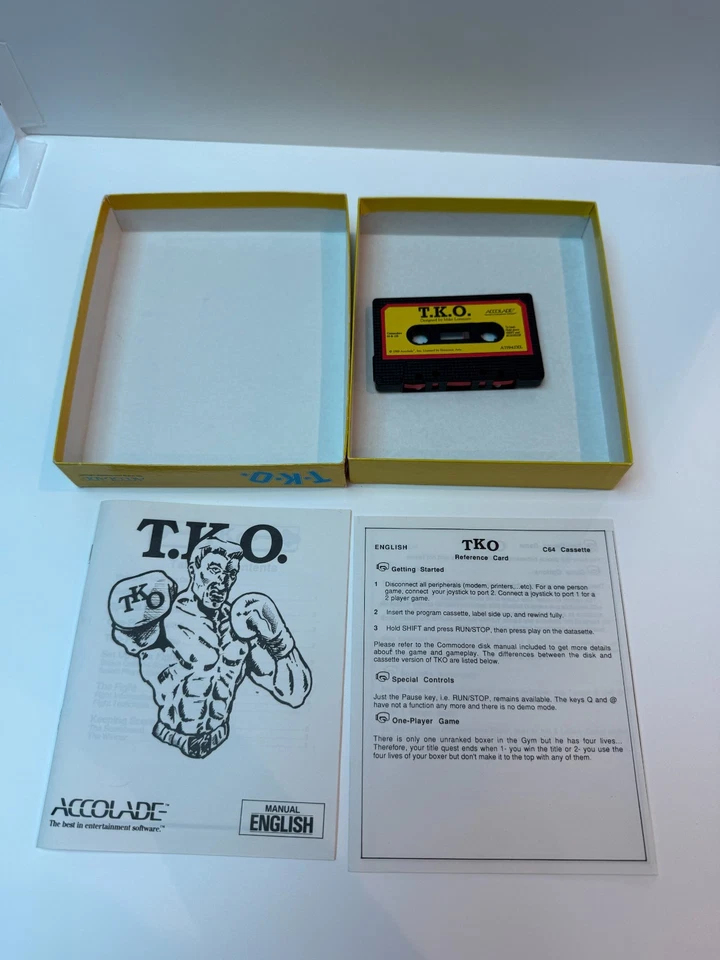 T.K.O.
ACCOLADE
ACCOLADE
T.K.O.
T.K.O.
TKO
ACCOLADE™
The best in entertainment software.™
MANUAL
ENGLISH
ENGLISH
TKO
Reference Card
C64 Cassette
Getting Started
1 Disconnect all peripherials (modem, printers...etc). For a one person
game, connect your joystick to port 2. Connect a joystick to port 1 for a
2 player game.
2 Insert the program cassette, label side up, and rewind fully.
3 Hold SHIFT and press RUN/STOP, then press play on the datasette.
Please refer to the Commodore disk manual included to get more details
about the game and gameplay. The differences between the disk and
cassette version of TKO are listed below.
Special Controls
Just the Pause key, i.e. RUN/STOP, remains available. The keys Q and @
have not a function any more and there is no demo mode.
One-Player Game
There is only one unranked boxer in the Gym but he has four lives...
Therefore, your title quest ends when 1- you win the title or 2- you use the
four lives of your boxer but don't make it to the top with any of them.